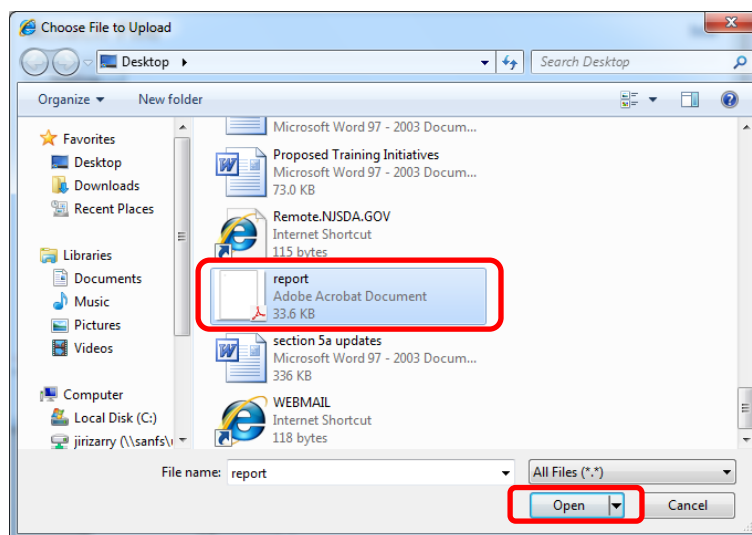 Choose File to Upload
Desktop
Search Desktop
Organize
New folder
Favorites
Desktop
Downloads
Recent Places
Libraries
Documents
Music
Pictures
Videos
Computer
Local Disk (C:)
jirizarry (\\sanfs\
Microsoft Word 97 - 2003 Docum...
Proposed Training Initiatives
Microsoft Word 97 - 2003 Docum...
73.0 KB
Remote.NJSDA.GOV
Internet Shortcut
115 bytes
report
Adobe Acrobat Document
33.6 KB
section 5a updates
Microsoft Word 97 - 2003 Docum...
336 KB
WEBMAIL
Internet Shortcut
118 bytes
File name: report
All Files (*.*)
Open
Cancel